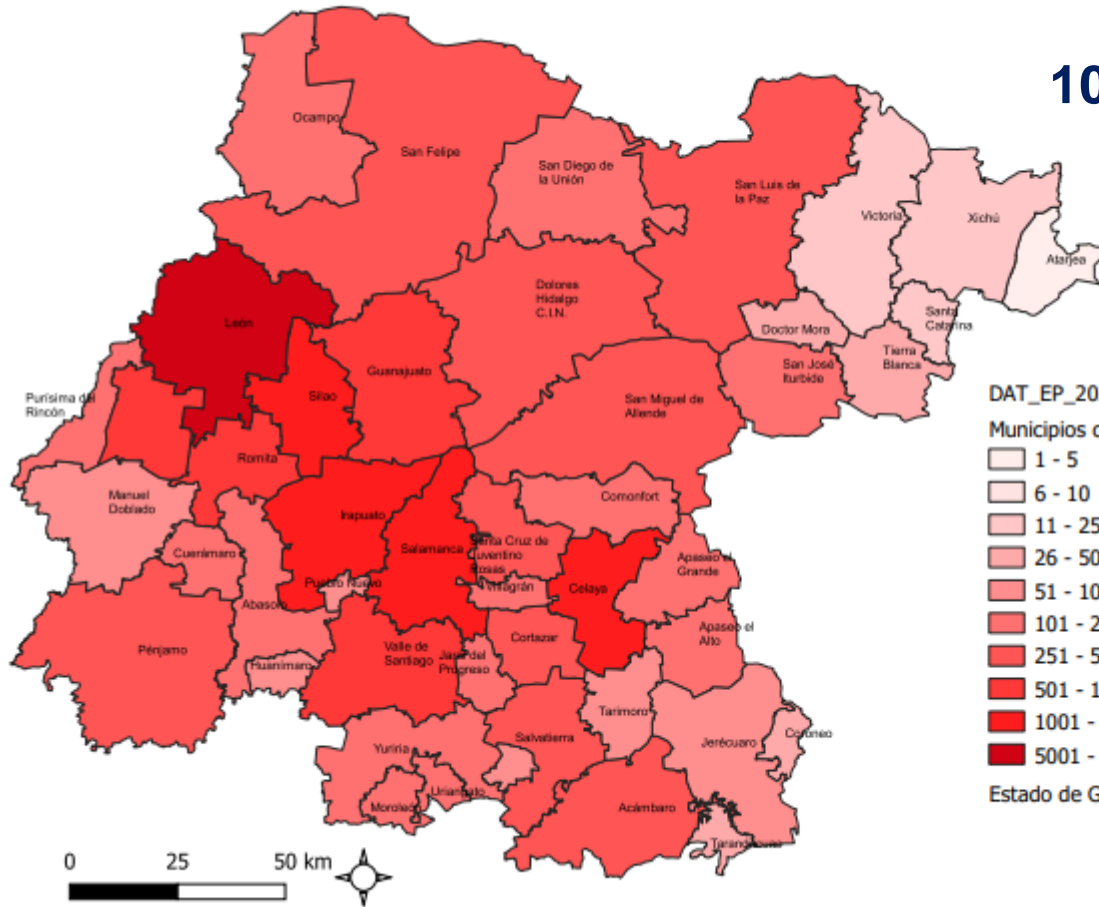 10
Ocampo
San Felipe
San Diego de
la Unión
San Luis de
la Paz
Victoria
Xichú
Atarjea
León
Dolores
Hidalgo
C.I.N.
Doctor Mora
Santa
Catarina
Tierra
Blanca
San José
Iturbide
Guanajuato
Silao
Purísima del
Rincón
San Miguel de
Allende
Romita
Manuel
Doblado
Irapuato
Comonfort
Cuerámaro
Salamanca
Santa Cruz de
Juventino
Rosas
Villagrán
Apaseo el
Grande
Pueblo Nuevo
Celaya
Abasolo
Pénjamo
Huanímaro
Valle de
Santiago
Jaral del
Progreso
Cortazar
Apaseo el
Alto
Tarimoro
Jerécuaro
Coroneo
Yuriria
Salvatierra
Moroleón
Uriangato
Acámbaro
Tarandacuao
DAT_EP_20
Municipios d
1 - 5
6 - 10
11 - 25
26 - 50
51 - 10
101 - 2
251 - 5
501 - 1
1001 -
5001 -
Estado de G
0 25 50 km